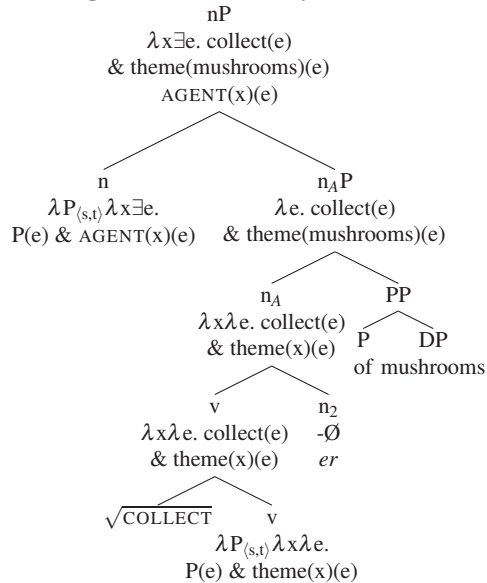 nP
λx∃e. collect(e)
& theme(mushrooms)(e)
AGENT(x)(e)
n nAP
λP⟨s,t⟩λx∃e. λe. collect(e)
P(e) & AGENT(x)(e) & theme(mushrooms)(e)
nA PP
λxλe. collect(e) P DP
& theme(x)(e) of mushrooms
v n2
λxλe. collect(e) -Ø
& theme(x)(e) er
√COLLECT v
λP⟨s,t⟩λxλe.
P(e) & theme(x)(e)